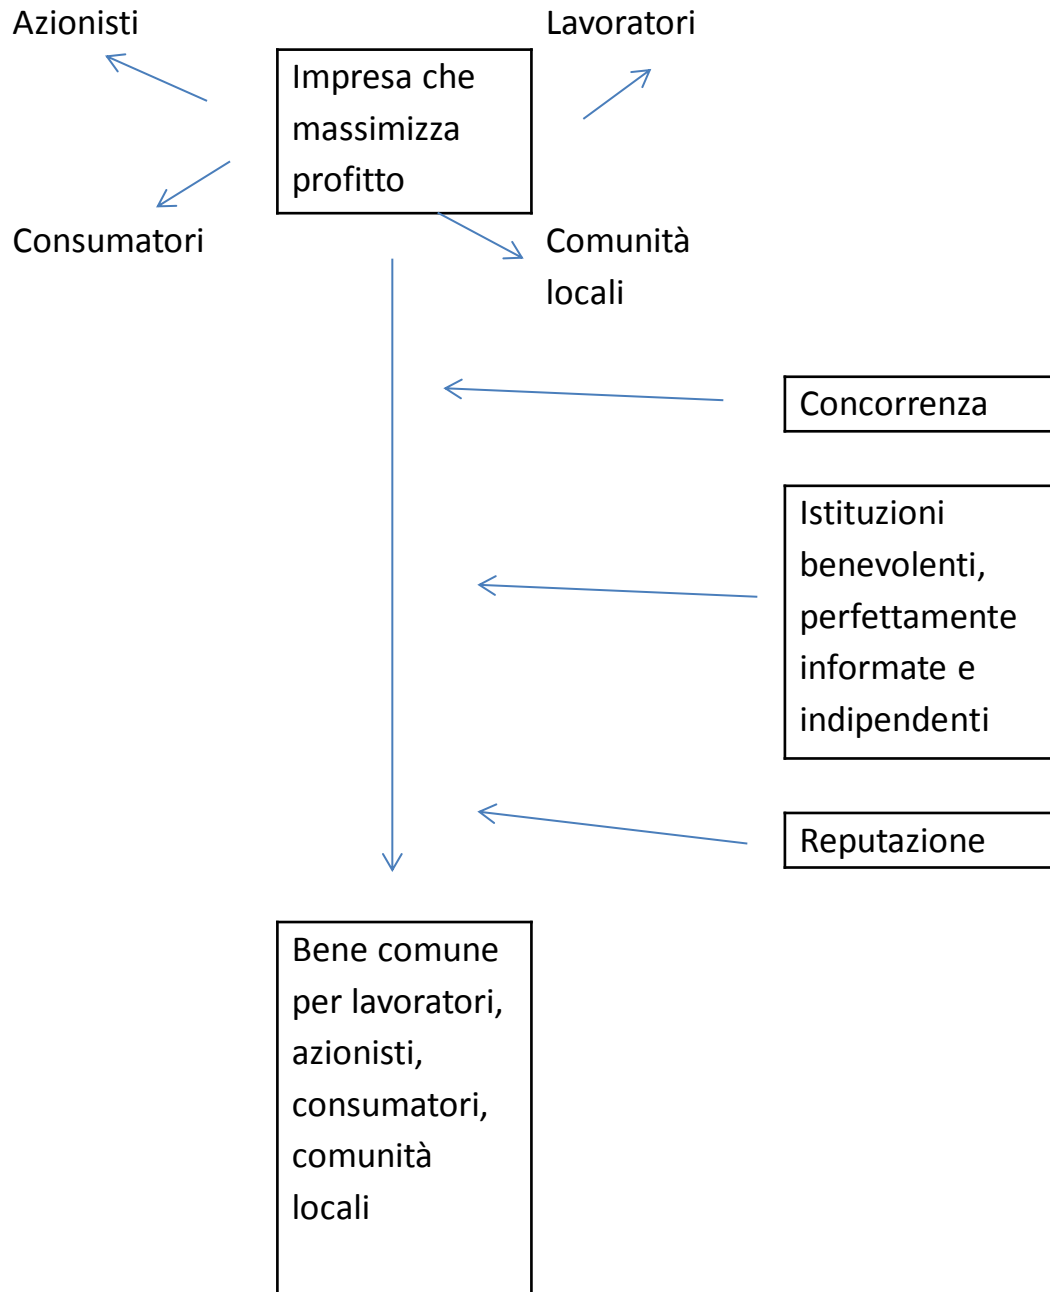 Azionisti
Lavoratori
Impresa che
massimizza
profitto
Consumatori
Comunità
locali
Concorrenza
Istituzioni
benevolenti,
perfettamente
informate e
indipendenti
Reputazione
Bene comune
per lavoratori,
azionisti,
consumatori,
comunità
locali